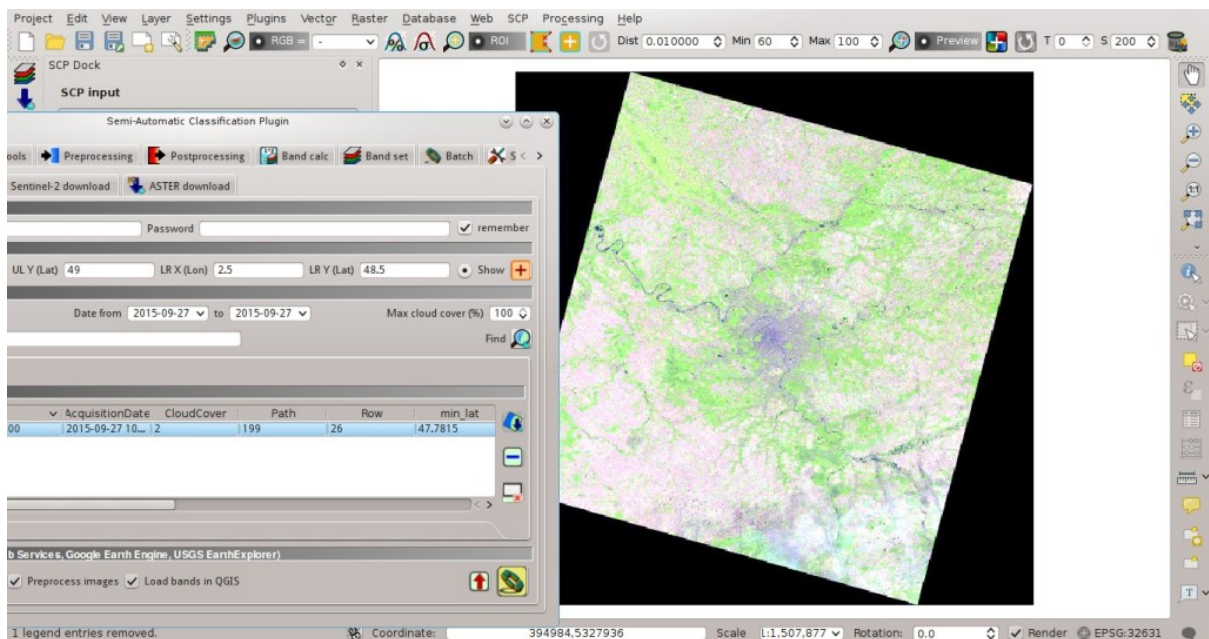 Project Edit View Layer Settings Plugins Vector Raster Database Web SCP Processing Help
RGB = - ROI Dist 0.010000 Min 60 Max 100 Preview T 0 S 200
SCP Dock
SCP input
Semi-Automatic Classification Plugin
ools Preprocessing Postprocessing Band calc Band set Batch S < >
Sentinel-2 download ASTER download
Password remember
UL Y (Lat) 49 LR X (Lon) 2.5 LR Y (Lat) 48.5 Show
Date from 2015-09-27 to 2015-09-27 Max cloud cover (%) 100
Find
AcquisitionDate CloudCover Path Row min_lat
00 2015-09-27 10... 2 199 26 47.7815
b Services, Google Earth Engine, USGS EarthExplorer)
Preprocess images Load bands in QGIS
1 legend entries removed. Coordinate: 394984,5327936 Scale 1:1,507,877 Rotation: 0.0 Render EPSG:32631